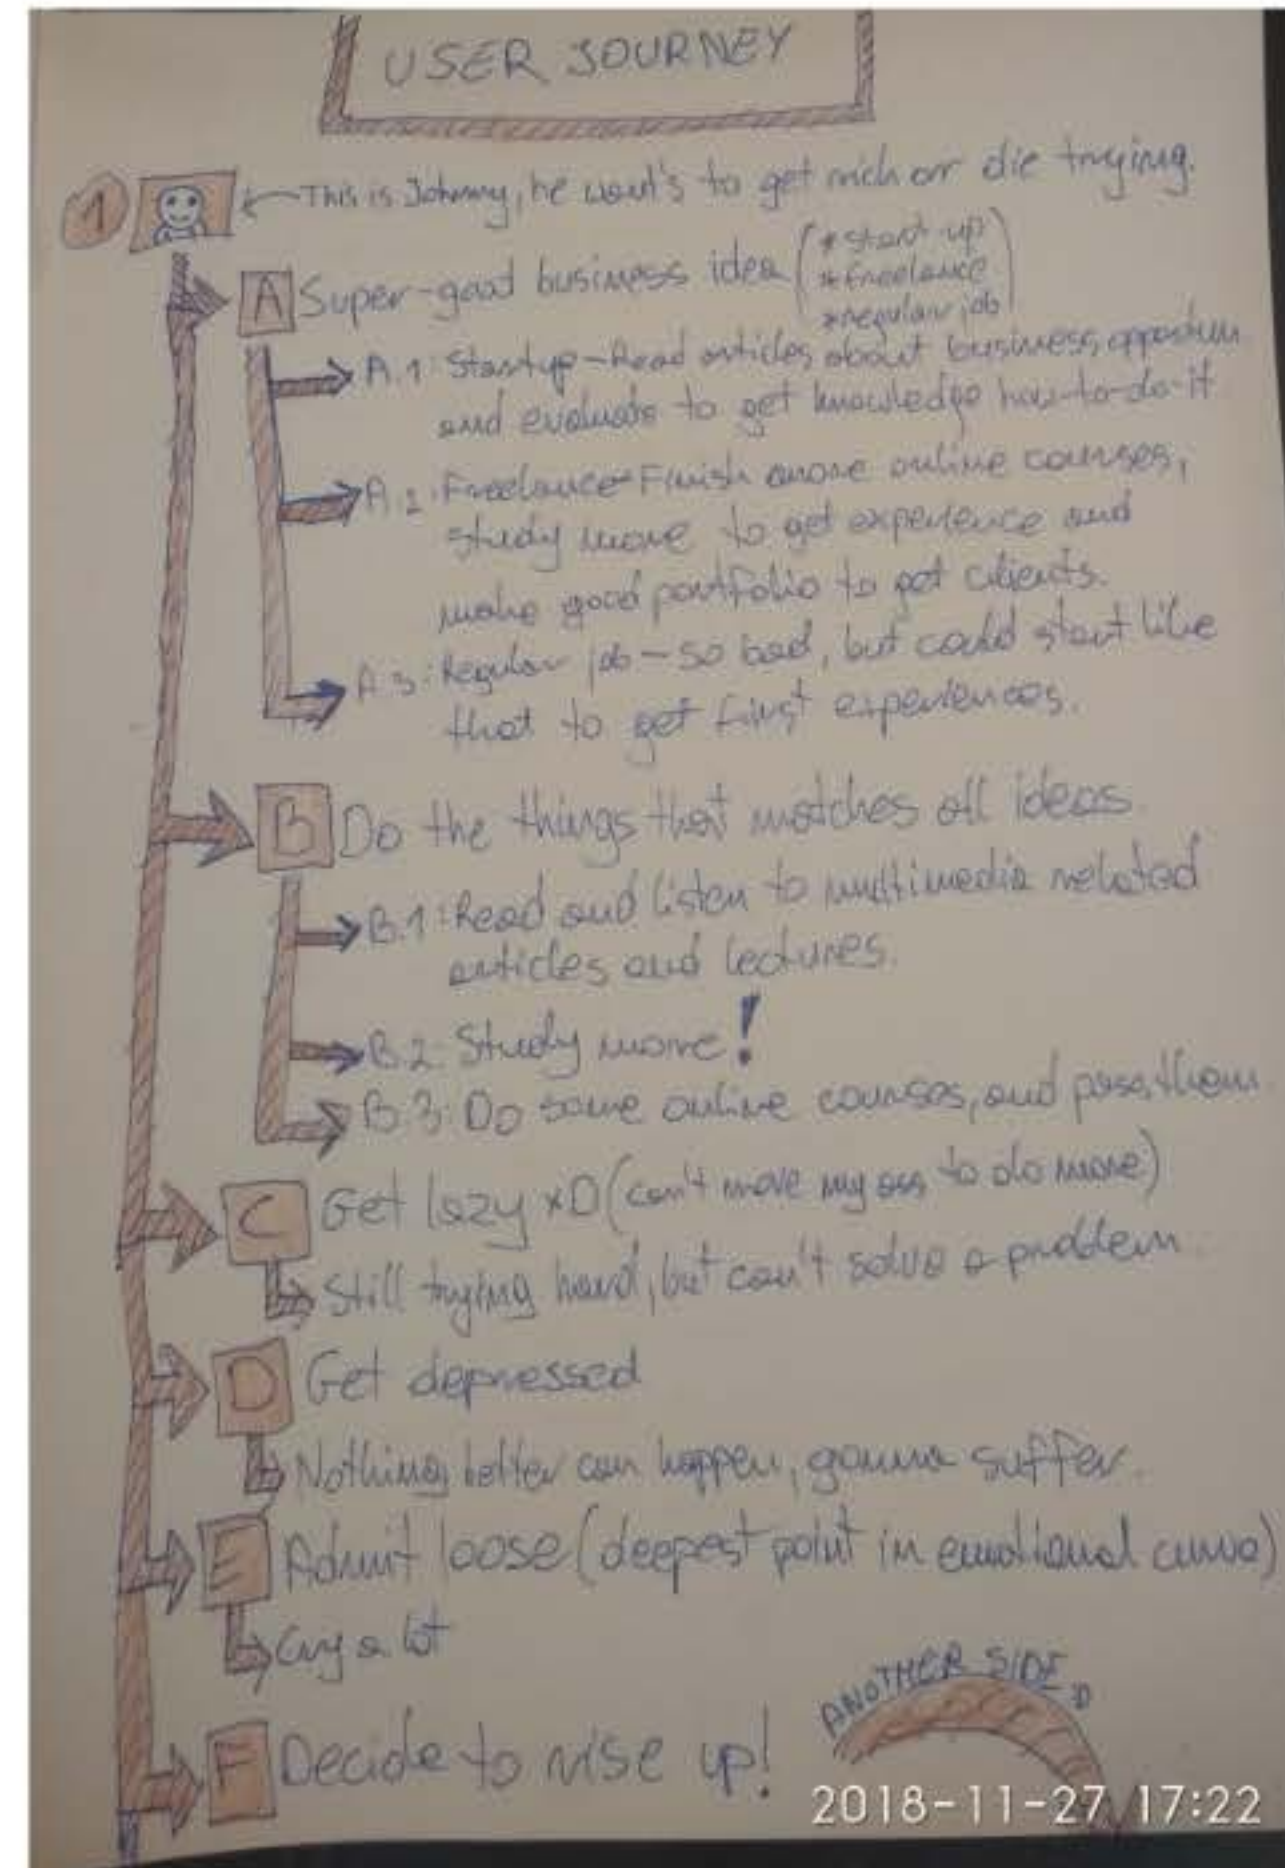 USER JOURNEY
1 This is Johnny, he want's to get rich or die trying.
A Super-good business idea (*start-up
*freelance
*regular job)
A.1: Startup - Read articles about business opportun
and evaluate to get knowledge how-to-do-it
A.2: Freelance - Finish more online courses,
study more to get experience and
make good portfolio to get clients.
A.3: Regular job - so bad, but could start like
that to get first experiences.
B Do the things that matches all ideas.
B.1: Read and listen to multimedia related
articles and lectures.
B.2: Study more!
B.3: Do some online courses, and pass them
C Get lazy xD (can't move my ass to do more)
Still trying hard, but can't solve a problem.
D Get depressed
Nothing better can happen, gonna suffer.
E Admit loose (deepest point in emotional curve)
Cry a lot
F Decide to rise up!
ANOTHER SIDE :D
2018-11-27 17:22